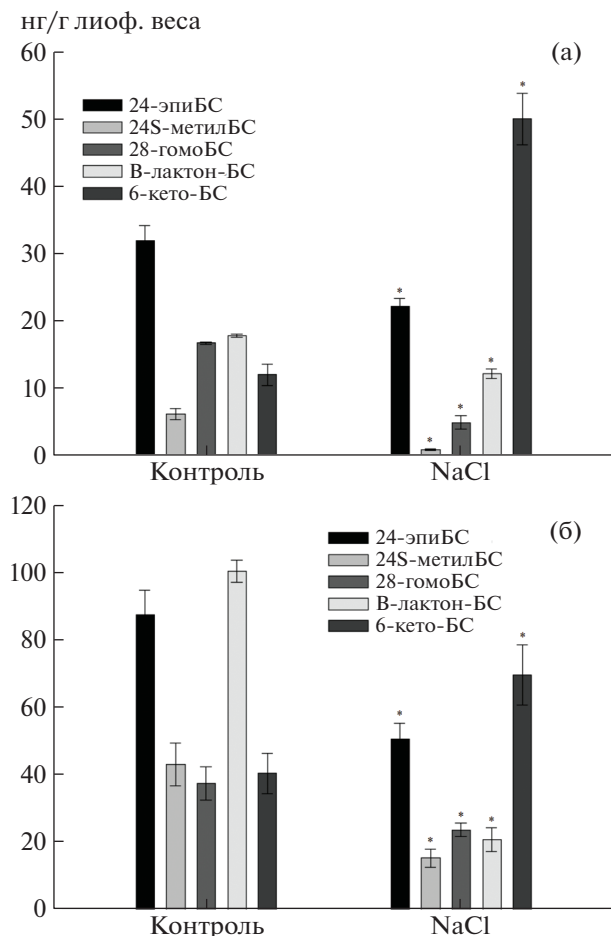 нг/г лиоф. веса
60
(а)
24-эпиБС
50
24S-метилБС
28-гомоБС
В-лактон-БС
40
6-кето-БС
30
20
10
0
Контроль
NaCl
120
(б)
24-эпиБС
24S-метилБС
100
28-гомоБС
В-лактон-БС
6-кето-БС
80
60
40
20
0
Контроль
NaCl
*
*
*
*
*
*
*
*
*
*